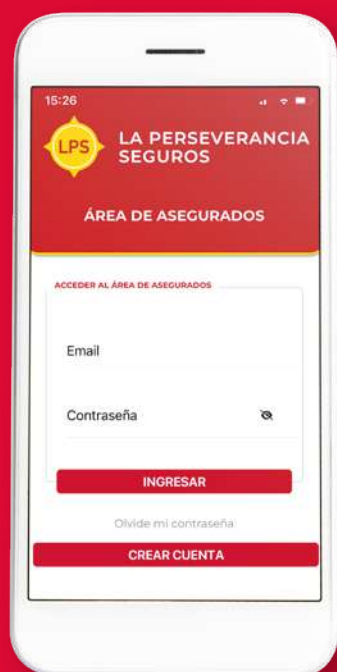 15:26
LPS
LA PERSEVERANCIA
SEGUROS
ÁREA DE ASEGURADOS
ACCEDER AL ÁREA DE ASEGURADOS
Email
Contraseña
INGRESAR
Olvide mi contraseña
CREAR CUENTA